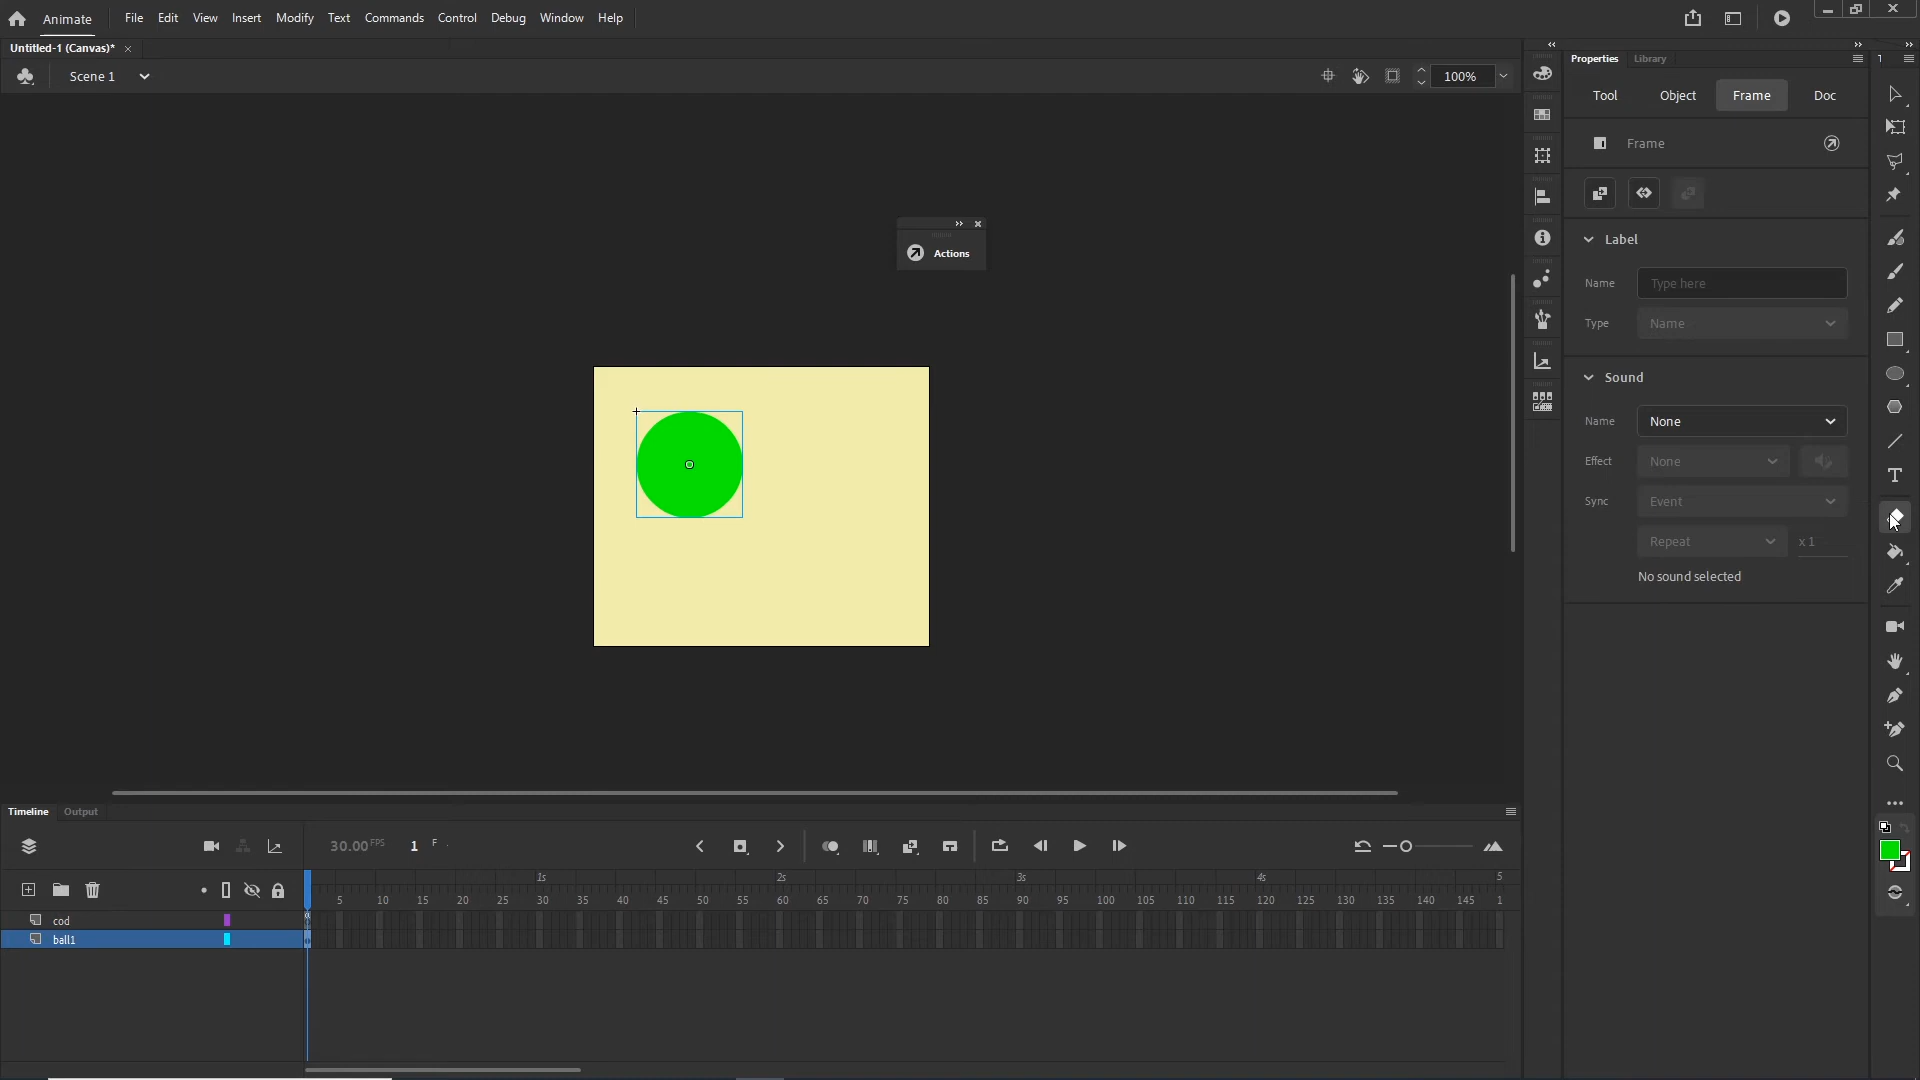 Animate File Edit View Insert Modify Text Commands Control Debug Window Help
Untitled-1 (Canvas)*
Scene 1
100%
Properties Library
Tool Object Frame Doc
Frame
Label
Name Type here
Type Name
Sound
Name None
Effect None
Sync Event
Repeat x 1
No sound selected
Actions
Timeline Output
30.00 FPS 1 F
1s 2s 3s 4s 5
5 10 15 20 25 30 35 40 45 50 55 60 65 70 75 80 85 90 95 100 105 110 115 120 125 130 135 140 145 1
cod
ball1